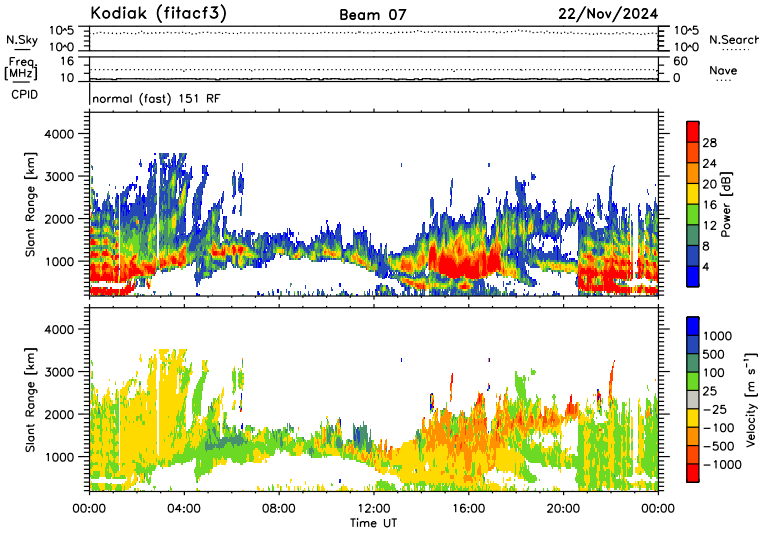 Kodiak (fitacf3) Beam 07 22/Nov/2024
N.Sky 10^5 10^0 10^5 10^0 N.Search
Freq. [MHz] 16 10 60 0 Nave
CPID normal (fast) 151 RF
Slant Range [km]
4000
3000
2000
1000
28
24
20
16
12
8
4
Power [dB]
Slant Range [km]
4000
3000
2000
1000
1000
500
100
25
-25
-100
-500
-1000
Velocity [m s⁻¹]
00:00 04:00 08:00 12:00 16:00 20:00 00:00
Time UT